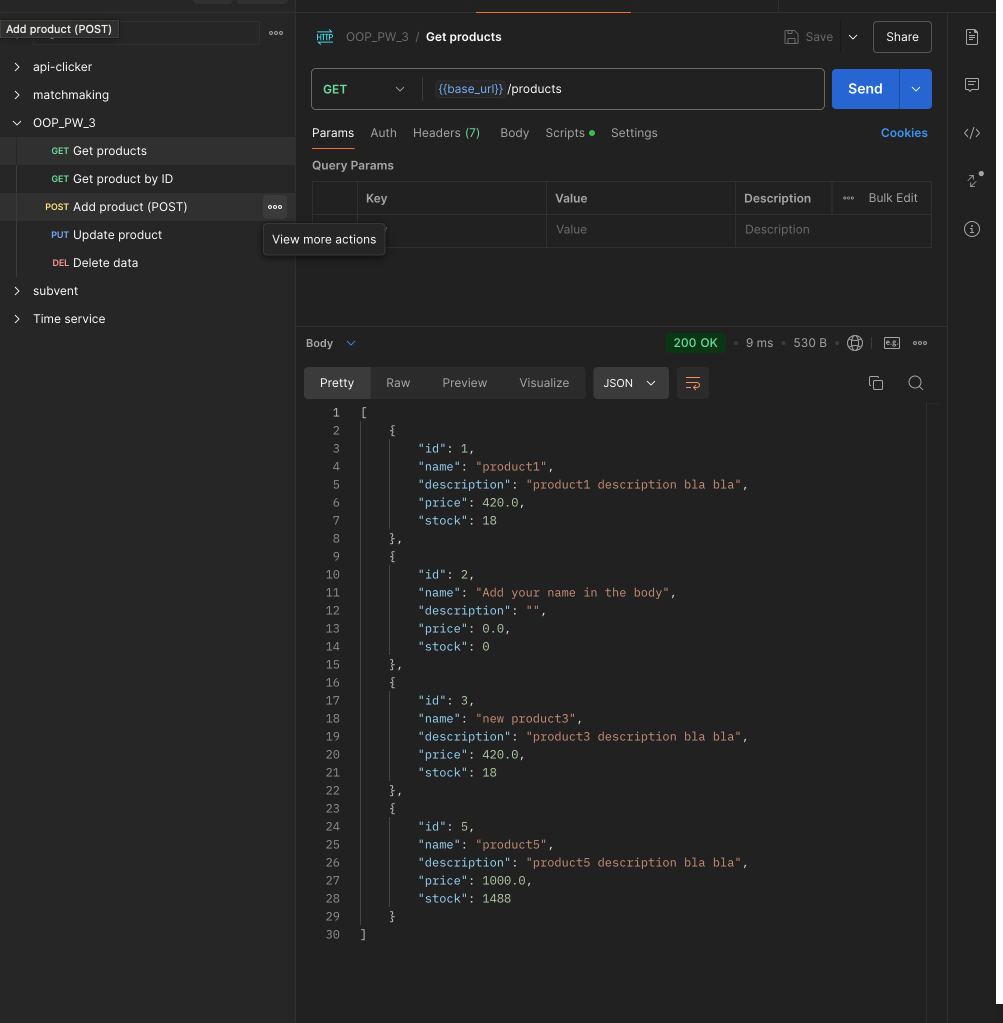 Add product (POST)
api-clicker
matchmaking
OOP_PW_3
GET Get products
GET Get product by ID
POST Add product (POST)
PUT Update product
DEL Delete data
subvent
Time service
View more actions
HTTP OOP_PW_3 / Get products
Save
Share
GET {{base_url}} /products
Send
Params Auth Headers (7) Body Scripts Settings Cookies
Query Params
Key Value Description Bulk Edit
Value Description
Body 200 OK 9 ms 530 B e.g.
Pretty Raw Preview Visualize JSON
1 [
2 {
3 "id": 1,
4 "name": "product1",
5 "description": "product1 description bla bla",
6 "price": 420.0,
7 "stock": 18
8 },
9 {
10 "id": 2,
11 "name": "Add your name in the body",
12 "description": "",
13 "price": 0.0,
14 "stock": 0
15 },
16 {
17 "id": 3,
18 "name": "new product3",
19 "description": "product3 description bla bla",
20 "price": 420.0,
21 "stock": 18
22 },
23 {
24 "id": 5,
25 "name": "product5",
26 "description": "product5 description bla bla",
27 "price": 1000.0,
28 "stock": 1488
29 }
30 ]